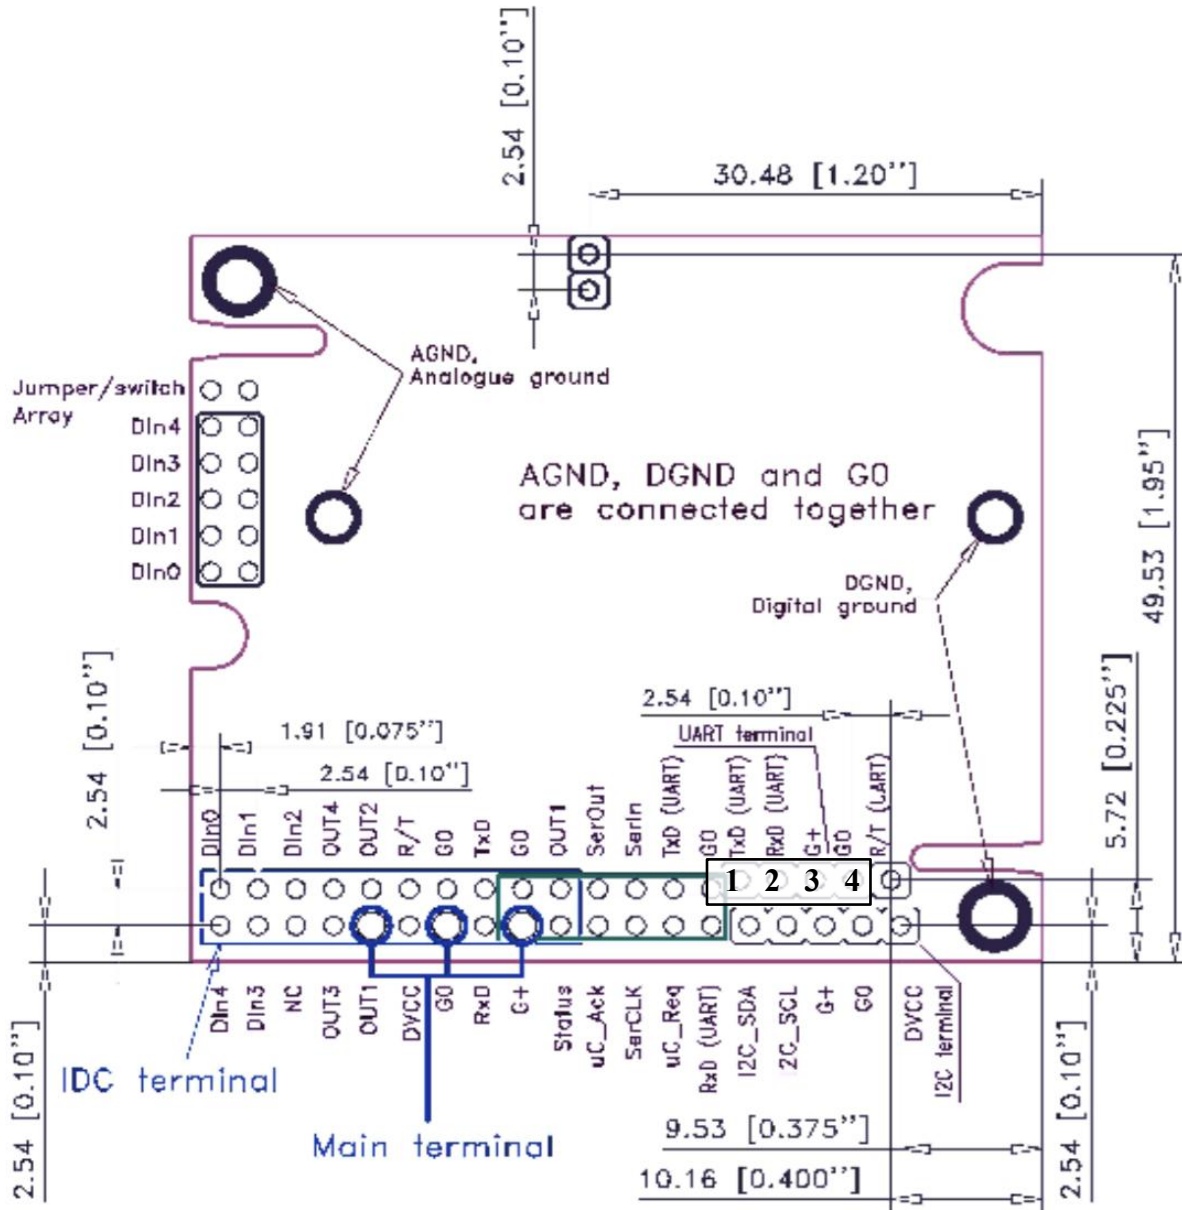 2.54 [0.10"]
30.48 [1.20"]
AGND,
Analogue ground
Jumper/switch
Array
DIn4
DIn3
DIn2
DIn1
DIn0
AGND, DGND and G0
are connected together
49.53 [1.95"]
DGND,
Digital ground
2.54 [0.10"]
2.54 [0.10"]
UART terminal
1.91 [0.075"]
2.54 [0.10"]
5.72 [0.225"]
DIn0
DIn1
DIn2
OUT4
OUT2
R/T
G0
TxD
G0
OUT1
SerOut
SerIn
TxD (UART)
G0
TxD (UART)
RxD (UART)
G+
G0
R/T (UART)
1 2 3 4
DIn4
DIn3
NC
OUT3
OUT1
DVCC
G0
RxD
G+
Status
uC_Ack
SerCLK
uC_Req
RxD (UART)
I2C_SDA
2C_SCL
G+
G0
DVCC
I2C terminal
IDC terminal
Main terminal
2.54 [0.10"]
9.53 [0.375"]
10.16 [0.400"]
2.54 [0.10"]